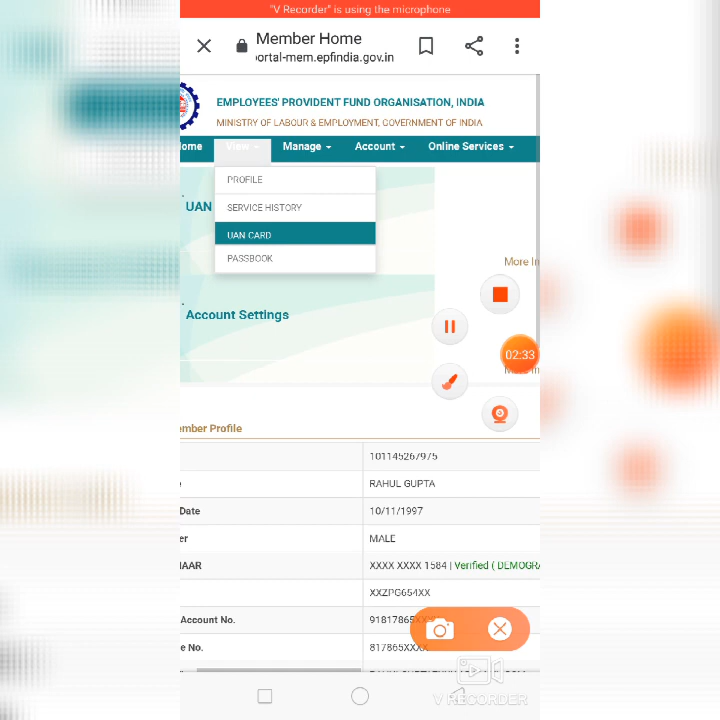 "V Recorder" is using the microphone
Member Home
portal-mem.epfindia.gov.in
EMPLOYEES' PROVIDENT FUND ORGANISATION, INDIA
MINISTRY OF LABOUR & EMPLOYMENT, GOVERNMENT OF INDIA
ome View Manage Account Online Services
PROFILE
UAN
SERVICE HISTORY
UAN CARD
PASSBOOK
More In
Account Settings
02:33
ember Profile
101145267975
RAHUL GUPTA
Date 10/11/1997
er MALE
AAR XXXX XXXX 1584 | Verified ( DEMOGRA
XXZPG654XX
Account No. 91817865
e No. 817865XXXX
V RECORDER